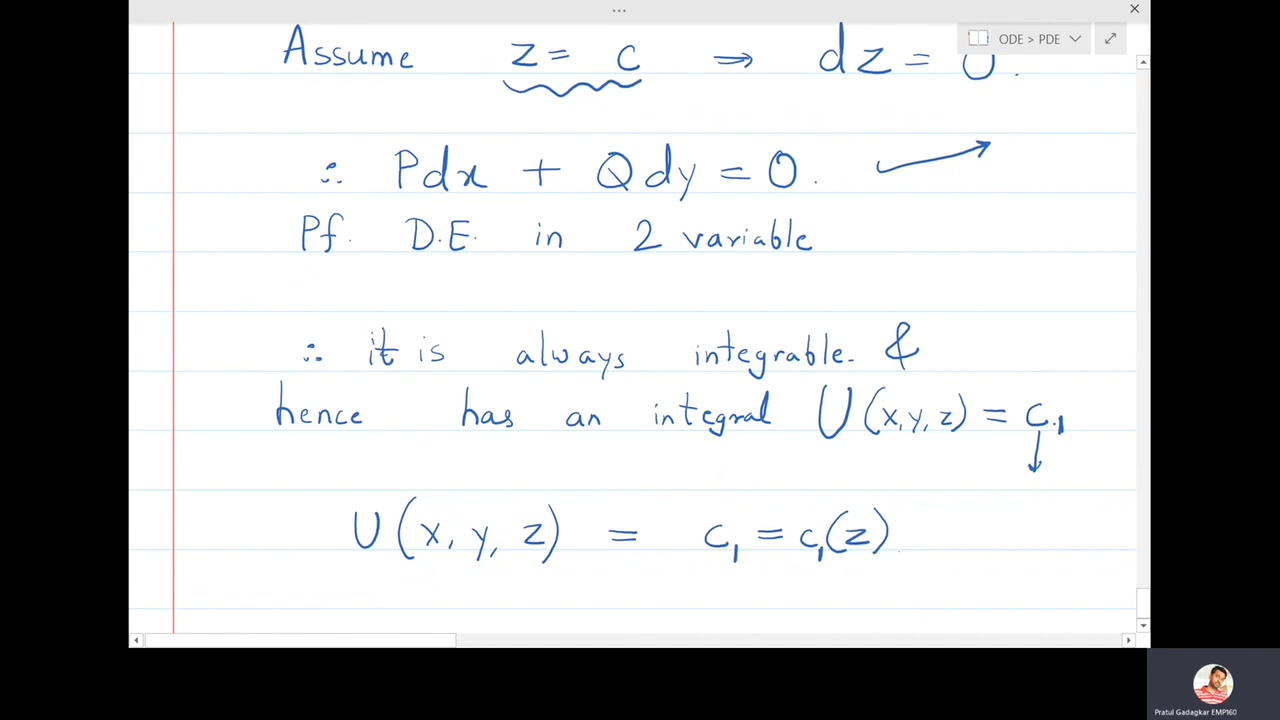 ODE > PDE
Assume z = c ⇒ dz = 0.
∴ Pdx + Qdy = 0.
Pf. D.E. in 2 variable
∴ it is always integrable. &
hence has an integral U(x,y,z) = c₁
U(x, y, z) = c₁ = c₁(z)
Pratul Gadagkar EMP160